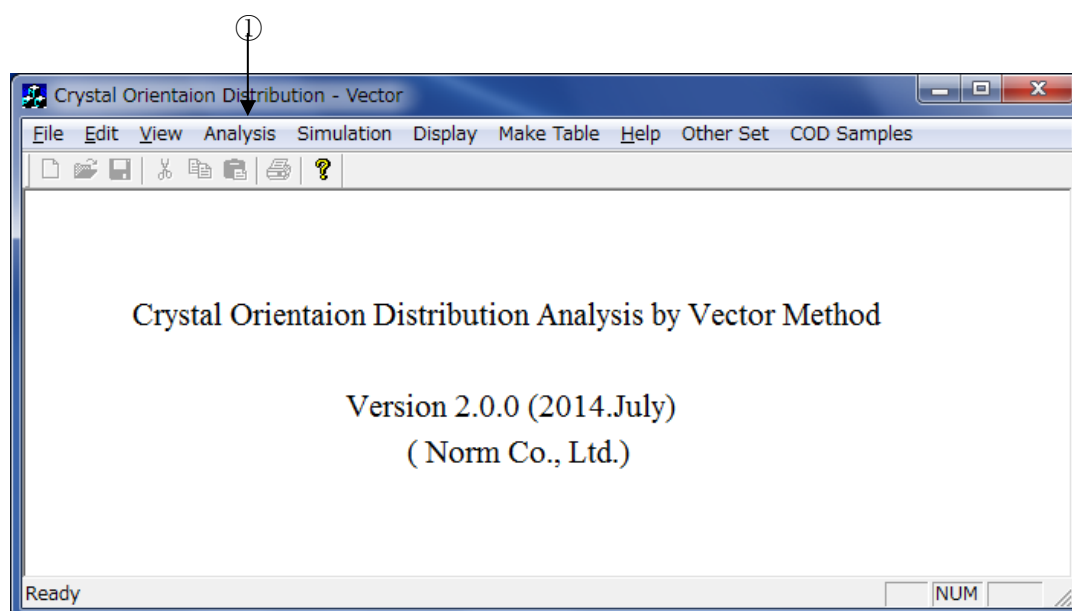 ①
Crystal Orientaion Distribution - Vector
File Edit View Analysis Simulation Display Make Table Help Other Set COD Samples
Crystal Orientaion Distribution Analysis by Vector Method
Version 2.0.0 (2014.July)
( Norm Co., Ltd.)
Ready NUM